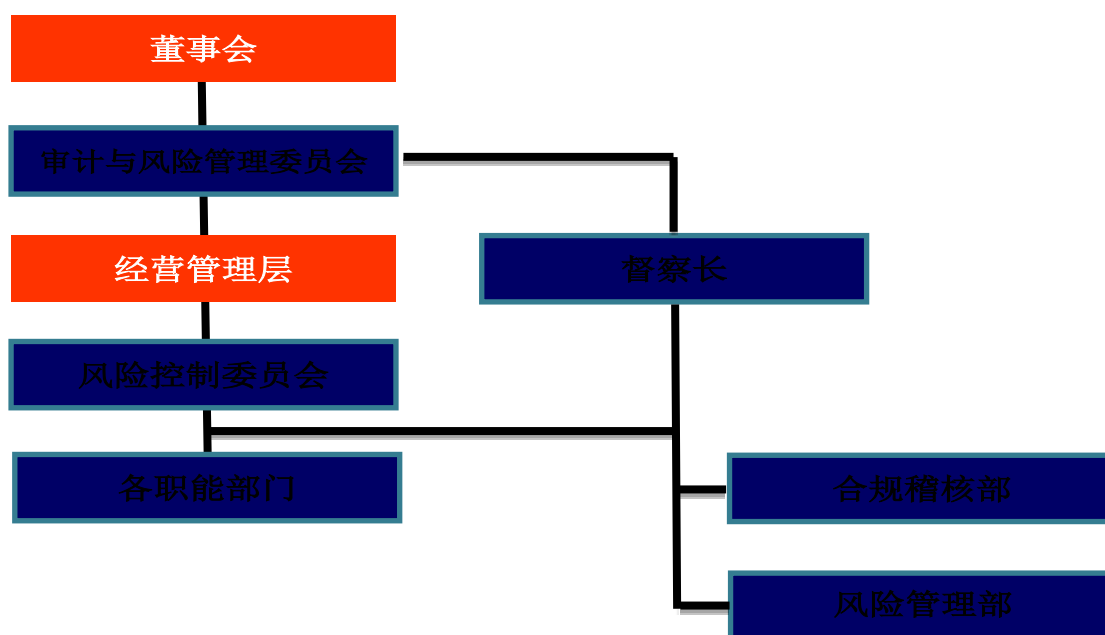 董事会
审计与风险管理委员会
经营管理层
督察长
风险控制委员会
各职能部门
合规稽核部
风险管理部